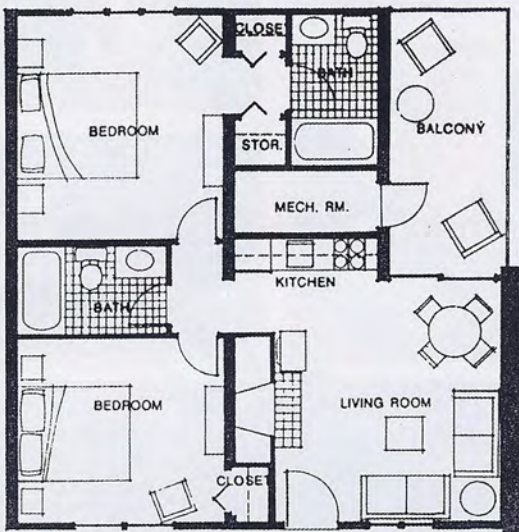 CLOSET
BATH
BEDROOM
BALCONY
STOR.
MECH. RM.
KITCHEN
BATH
BEDROOM
LIVING ROOM
CLOSET